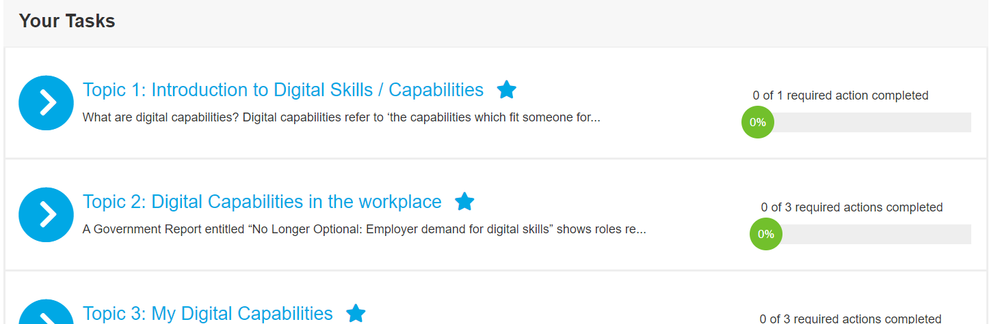 Your Tasks
Topic 1: Introduction to Digital Skills / Capabilities
What are digital capabilities? Digital capabilities refer to ‘the capabilities which fit someone for...
0 of 1 required action completed
0%
Topic 2: Digital Capabilities in the workplace
A Government Report entitled “No Longer Optional: Employer demand for digital skills” shows roles re...
0 of 3 required actions completed
0%
Topic 3: My Digital Capabilities
0 of 3 required actions completed